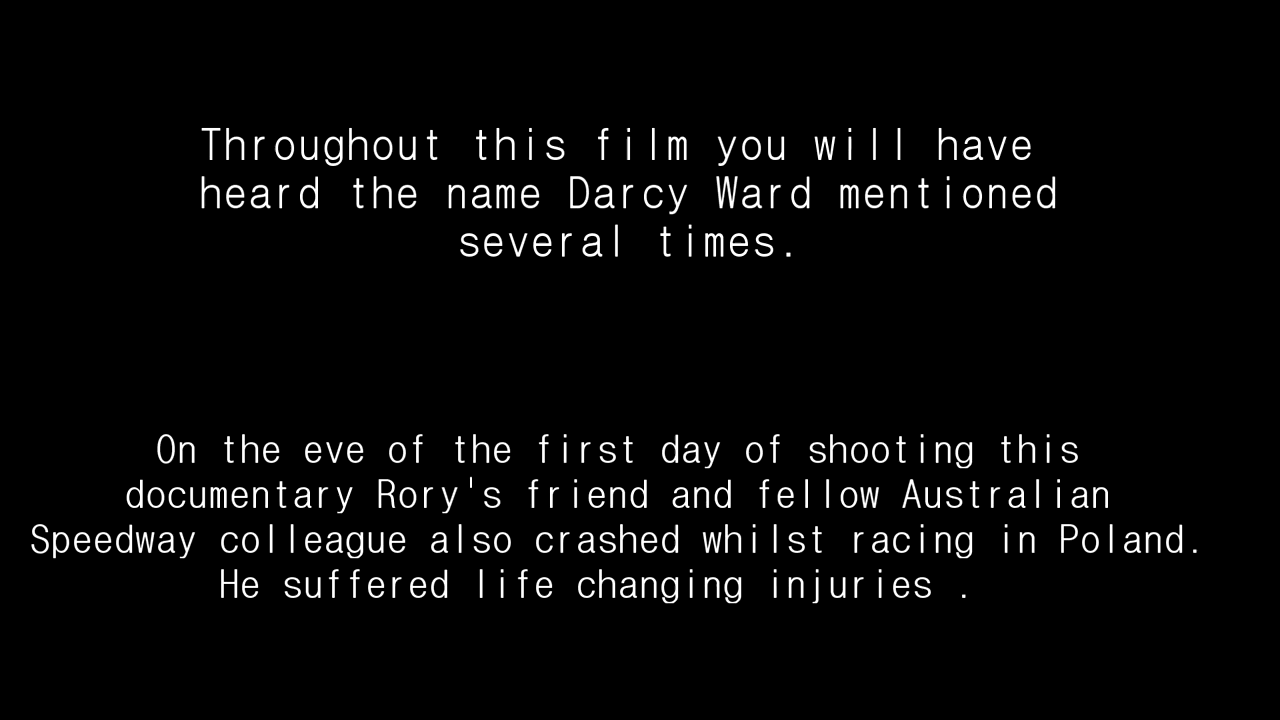 Throughout this film you will have
heard the name Darcy Ward mentioned
several times.
On the eve of the first day of shooting this
documentary Rory's friend and fellow Australian
Speedway colleague also crashed whilst racing in Poland.
He suffered life changing injuries .